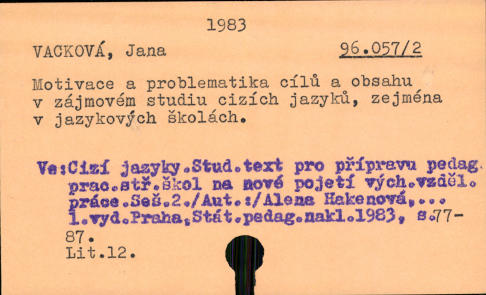 1983
VACKOVÁ, Jana 96.057/2
Motivace a problematika cílů a obsahu
v zájmovém studiu cizích jazyků, zejména
v jazykových školách.
Ve:Cizí jazyky.Stud.text pro přípravu pedag.
prac.stř.škol na nové pojetí vých.vzděl.
práce.Seš.2./Aut.:/Alena Hakenová,...
1.vyd.Praha,Stát.pedag.nakl.1983, s.77-
87.
Lit.12.